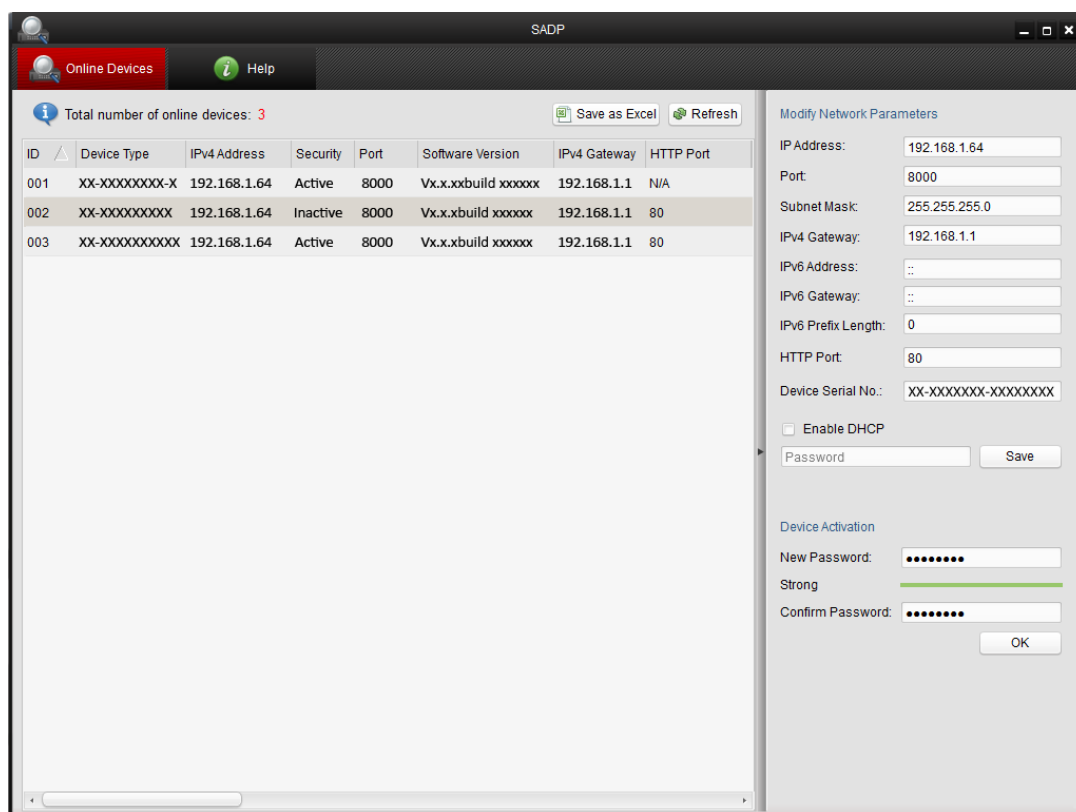 SADP
Online Devices Help
Total number of online devices: 3 Save as Excel Refresh
ID Device Type IPv4 Address Security Port Software Version IPv4 Gateway HTTP Port
001 XX-XXXXXXXX-X 192.168.1.64 Active 8000 Vx.x.xxbuild xxxxxx 192.168.1.1 N/A
002 XX-XXXXXXXXX 192.168.1.64 Inactive 8000 Vx.x.xbuild xxxxxx 192.168.1.1 80
003 XX-XXXXXXXXXX 192.168.1.64 Active 8000 Vx.x.xbuild xxxxxx 192.168.1.1 80
Modify Network Parameters
IP Address: 192.168.1.64
Port: 8000
Subnet Mask: 255.255.255.0
IPv4 Gateway: 192.168.1.1
IPv6 Address: ::
IPv6 Gateway: ::
IPv6 Prefix Length: 0
HTTP Port: 80
Device Serial No.: XX-XXXXXXX-XXXXXXXX
Enable DHCP
Password Save
Device Activation
New Password: ●●●●●●●●
Strong
Confirm Password: ●●●●●●●●
OK